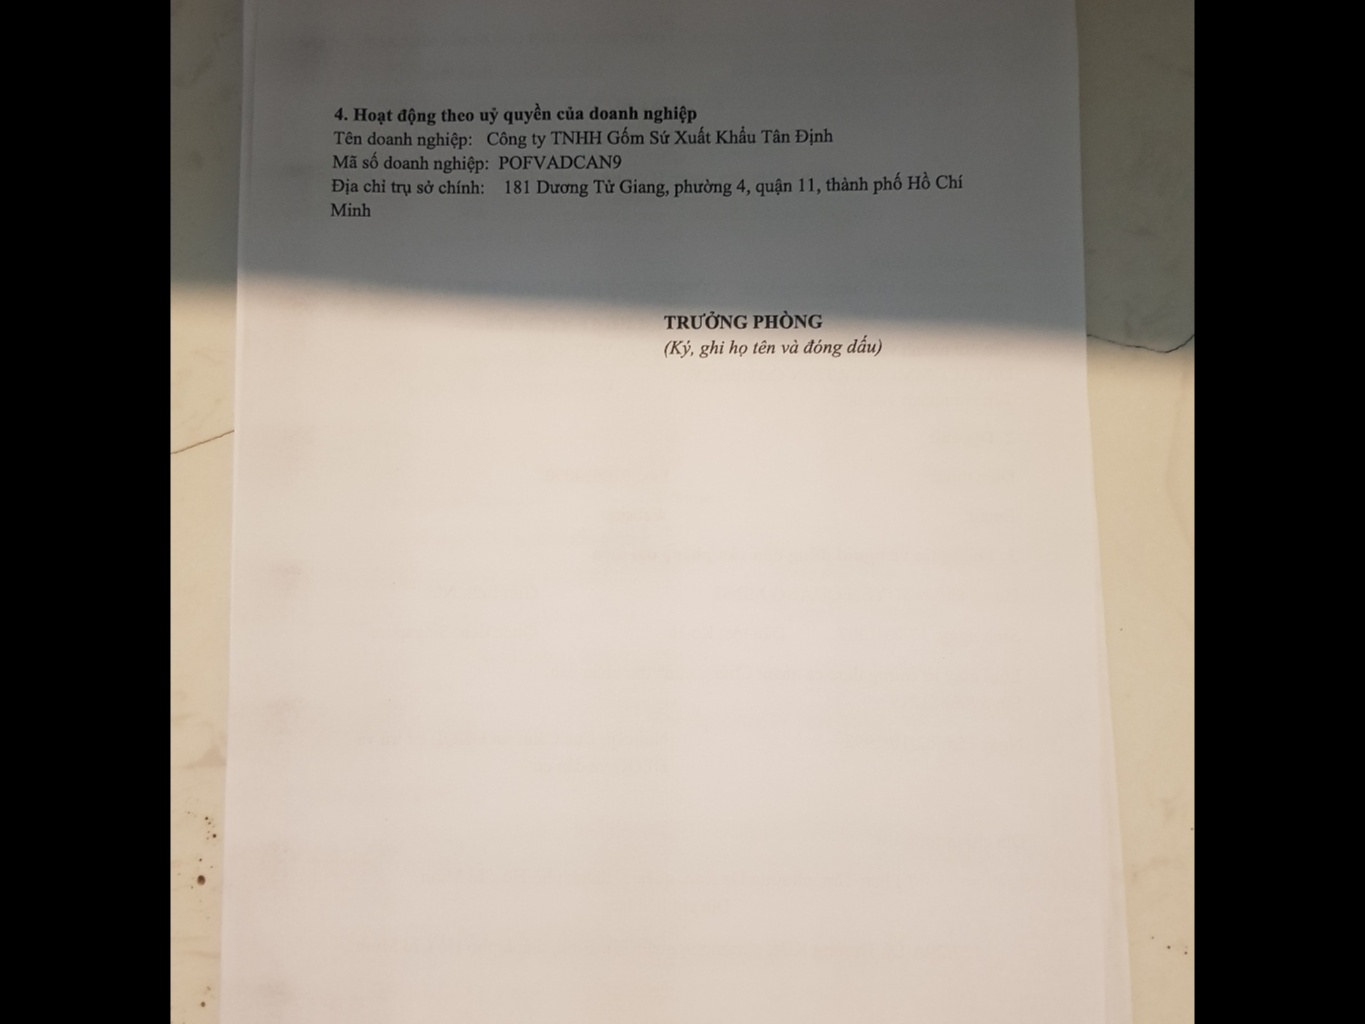 4. Hoạt động theo uỷ quyền của doanh nghiệp
Tên doanh nghiệp: Công ty TNHH Gốm Sứ Xuất Khẩu Tân Định
Mã số doanh nghiệp: POFVADCAN9
Địa chỉ trụ sở chính: 181 Dương Tử Giang, phường 4, quận 11, thành phố Hồ Chí
Minh
TRƯỞNG PHÒNG
(Ký, ghi họ tên và đóng dấu)